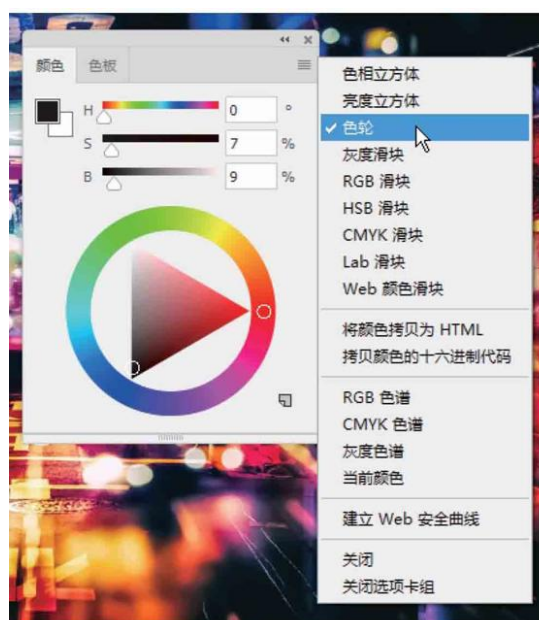 颜色 色板
H 0 °
S 7 %
B 9 %
色相立方体
亮度立方体
色轮
灰度滑块
RGB 滑块
HSB 滑块
CMYK 滑块
Lab 滑块
Web 颜色滑块
将颜色拷贝为 HTML
拷贝颜色的十六进制代码
RGB 色谱
CMYK 色谱
灰度色谱
当前颜色
建立 Web 安全曲线
关闭
关闭选项卡组